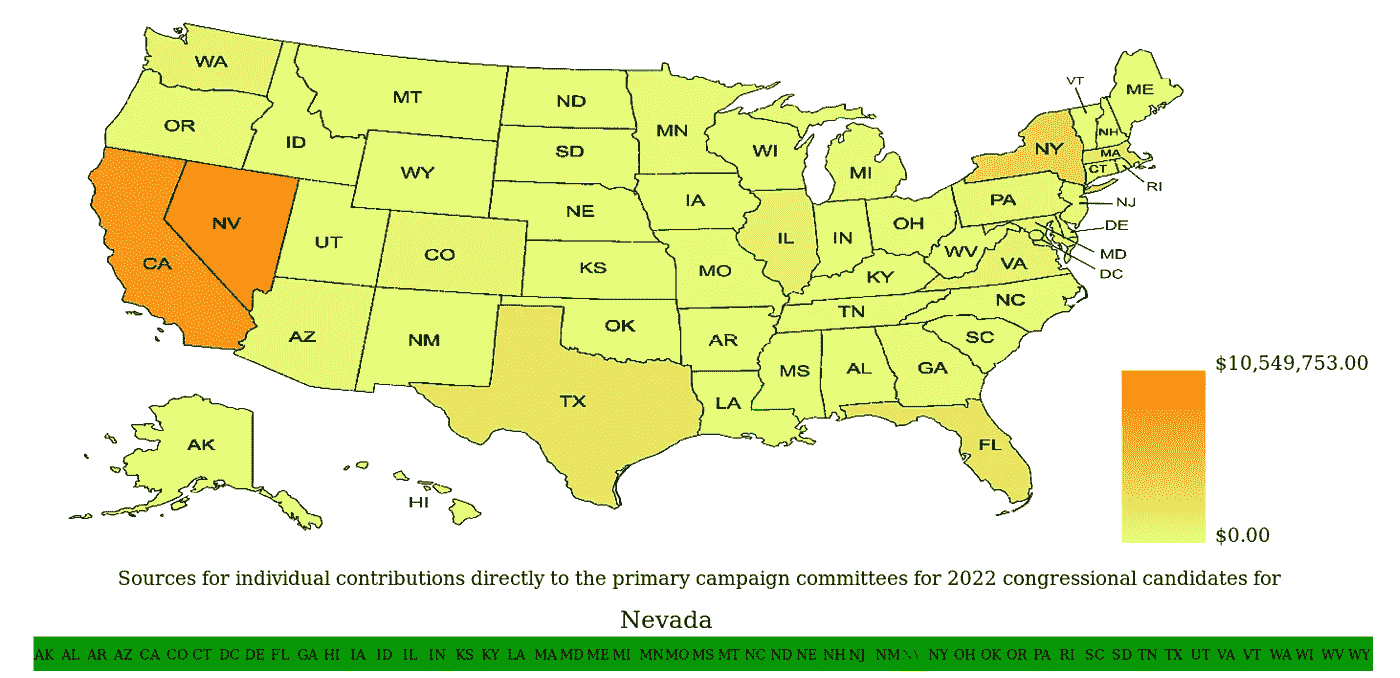 WA
MT
ND
MN
VT
ME
OR
ID
SD
WI
NY
NH
MA
WY
MI
CT
RI
NV
NE
IA
PA
NJ
UT
CO
IL
IN
OH
DE
CA
KS
MO
WV
VA
MD
KY
DC
AZ
NM
OK
TN
NC
AR
SC
MS
AL
GA
TX
LA
$10,549,753.00
AK
FL
HI
$0.00
Sources for individual contributions directly to the primary campaign committees for 2022 congressional candidates for
Nevada
AK AL AR AZ CA CO CT DC DE FL GA HI IA ID IL IN KS KY LA MA MD ME MI MN MO MS MT NC ND NE NH NJ NM NY OH OK OR PA RI SC SD TN TX UT VA VT WA WI WV WY